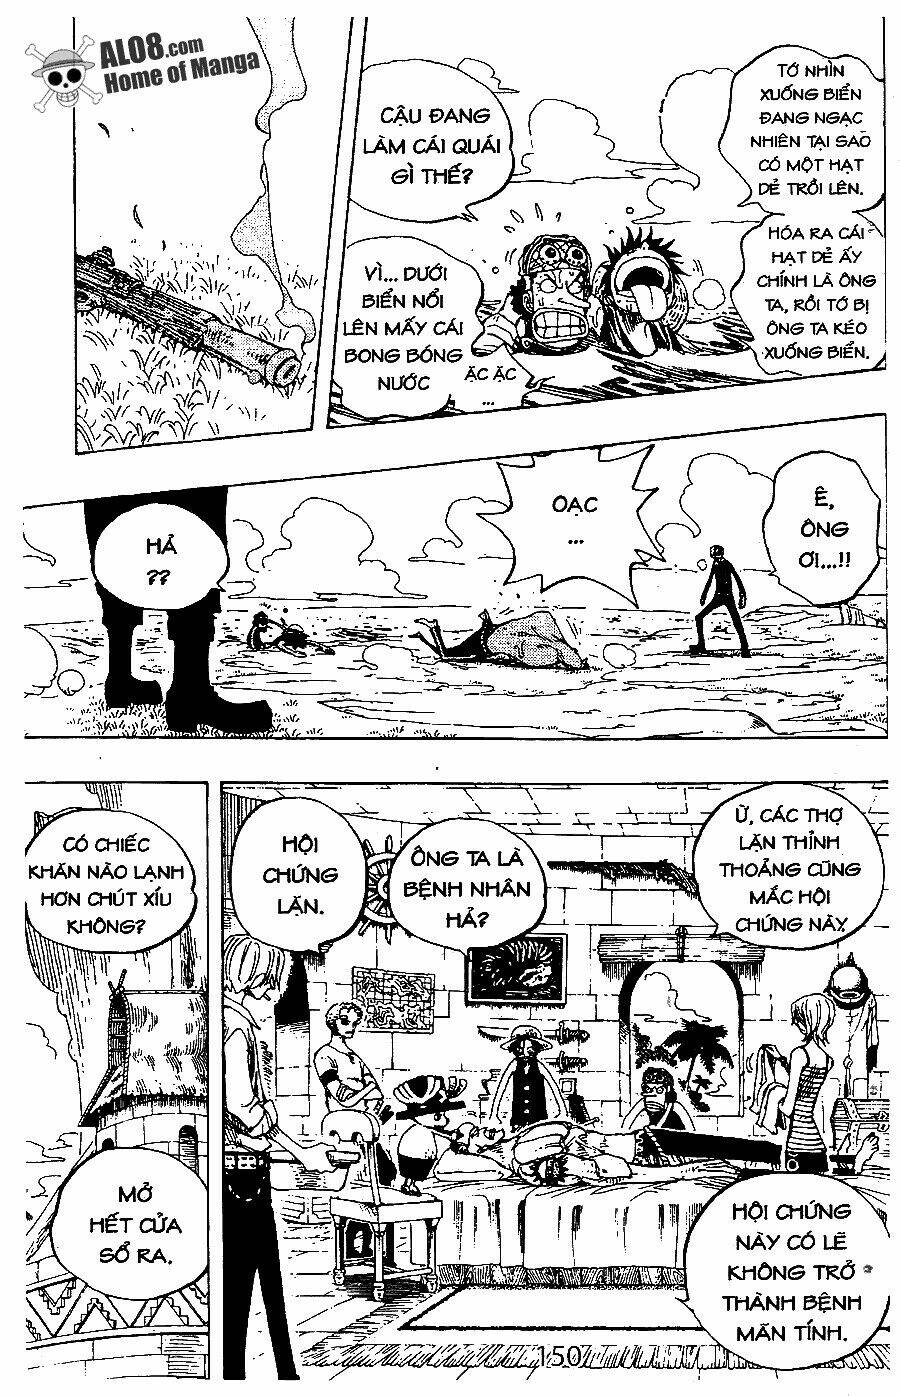 AL08.com
Home of Manga
TỚ NHÌN
XUỐNG BIỂN
ĐANG NGẠC
NHIÊN TẠI SAO
CÓ MỘT HẠT
DẺ TRỒI LÊN.
HÓA RA CÁI
HẠT DẺ ẤY
CHÍNH LÀ ÔNG
TA, RỒI TỚ BỊ
ÔNG TA KÉO
XUỐNG BIỂN.
CẬU ĐANG
LÀM CÁI QUÁI
GÌ THẾ?
VÌ... DƯỚI
BIỂN NỔI
LÊN MẤY CÁI
BONG BÓNG
NƯỚC
ẶC ẶC
...
Ê,
ÔNG
ƠI...!!
OẠC
...
HẢ
??
Ừ, CÁC THỢ
LẶN THỈNH
THOẢNG CŨNG
MẮC HỘI
CHỨNG NÀY.
ÔNG TA LÀ
BỆNH NHÂN
HẢ?
HỘI
CHỨNG
LẶN.
HỘI CHỨNG
NÀY CÓ LẼ
KHÔNG TRỞ
THÀNH BỆNH
MÃN TÍNH.
CÓ CHIẾC
KHĂN NÀO LẠNH
HƠN CHÚT XÍU
KHÔNG?
MỞ
HẾT CỬA
SỔ RA.
150